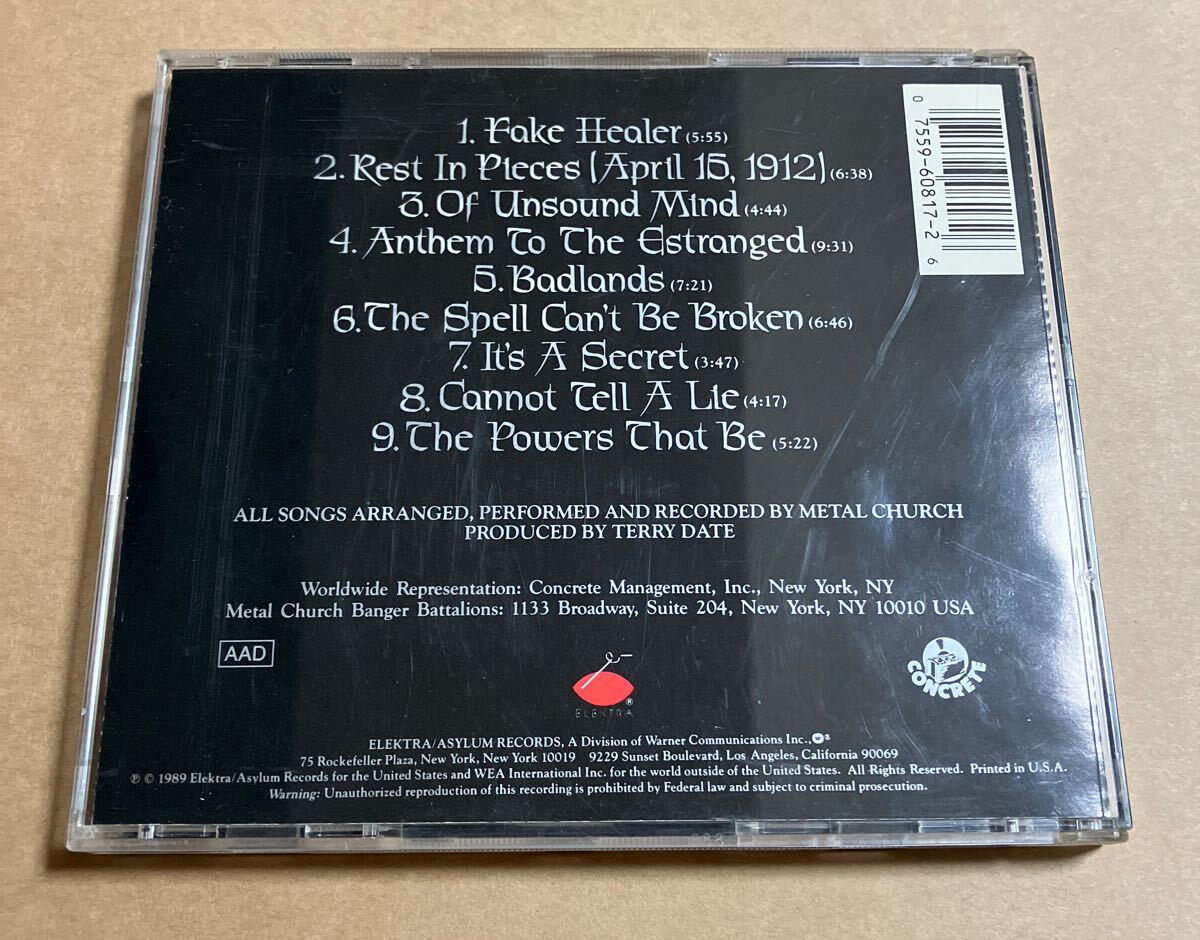 1. Fake Healer (5:55)
2. Rest In Pieces (April 15, 1912) (6:38)
3. Of Unsound Mind (4:44)
4. Anthem To The Estranged (9:31)
5. Badlands (7:21)
6. The Spell Can't Be Broken (6:46)
7. It's A Secret (3:47)
8. Cannot Tell A Lie (4:17)
9. The Powers That Be (5:22)
0 7559-60817-2 6
ALL SONGS ARRANGED, PERFORMED AND RECORDED BY METAL CHURCH
PRODUCED BY TERRY DATE
Worldwide Representation: Concrete Management, Inc., New York, NY
Metal Church Banger Battalions: 1133 Broadway, Suite 204, New York, NY 10010 USA
AAD
ELEKTRA ®
CONCRETE
ELEKTRA/ASYLUM RECORDS, A Division of Warner Communications Inc., ®
75 Rockefeller Plaza, New York, New York 10019 9229 Sunset Boulevard, Los Angeles, California 90069
℗ © 1989 Elektra/Asylum Records for the United States and WEA International Inc. for the world outside of the United States. All Rights Reserved. Printed in U.S.A.
Warning: Unauthorized reproduction of this recording is prohibited by Federal law and subject to criminal prosecution.